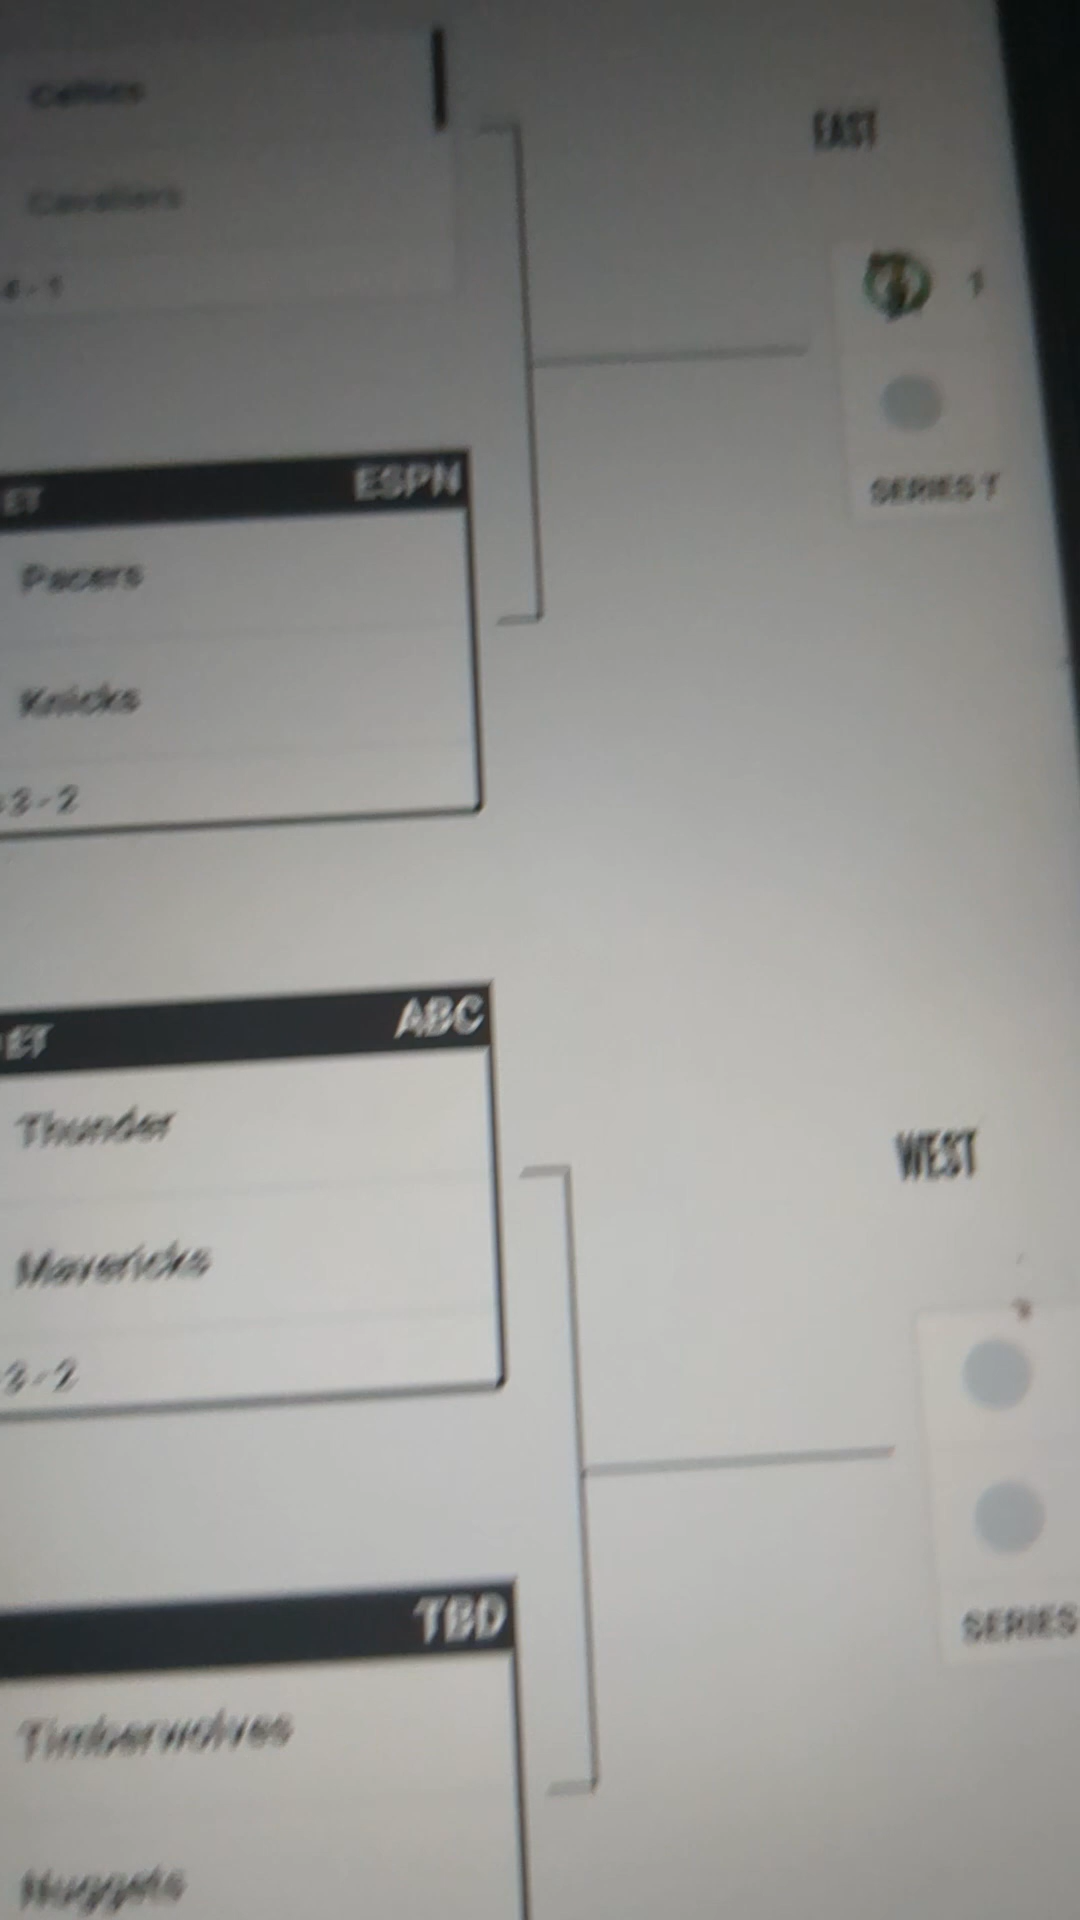 Celtics
EAST
Cavaliers
4-1
1
ET ESPN
SERIES T
Pacers
Knicks
3-2
ET ABC
Thunder
WEST
Mavericks
3-2
TBD
SERIES
Timberwolves
Nuggets